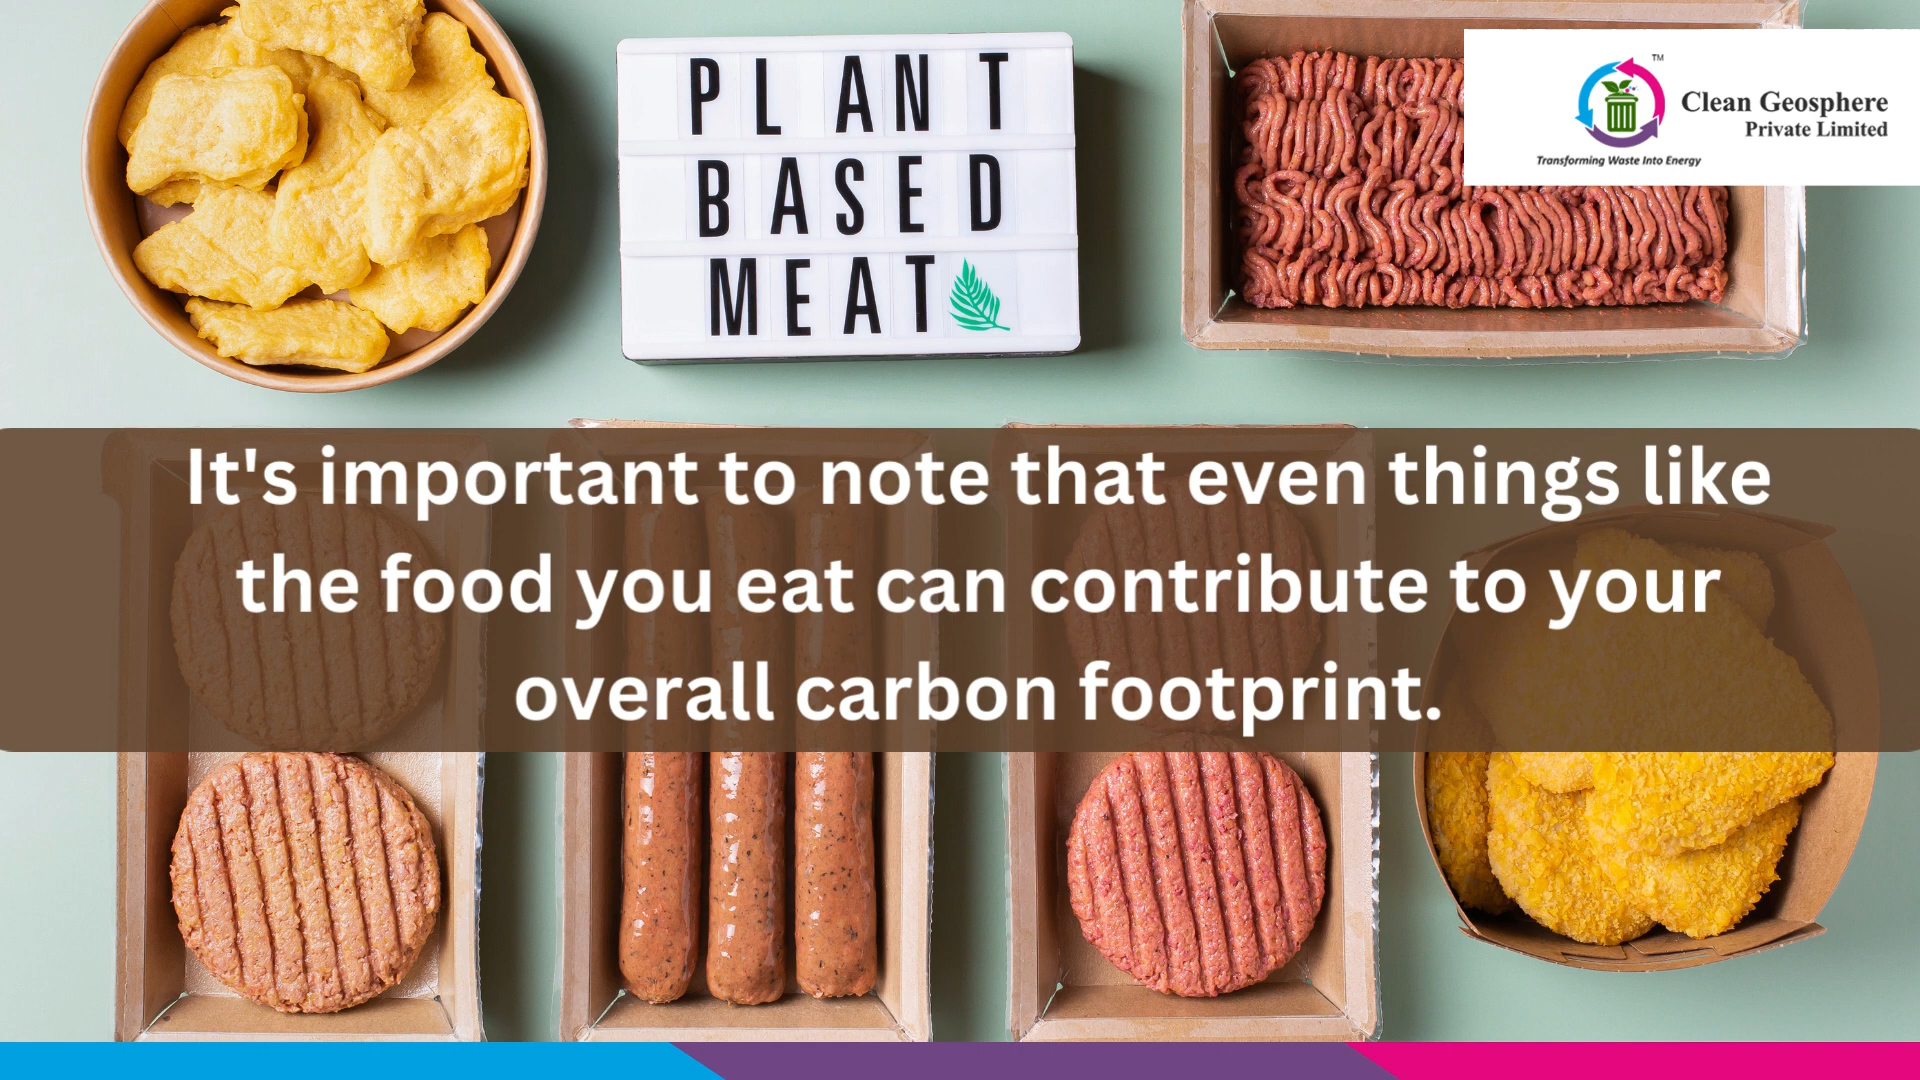 PLANT
BASED
MEAT
TM
Clean Geosphere
Private Limited
Transforming Waste Into Energy
It's important to note that even things like
the food you eat can contribute to your
overall carbon footprint.